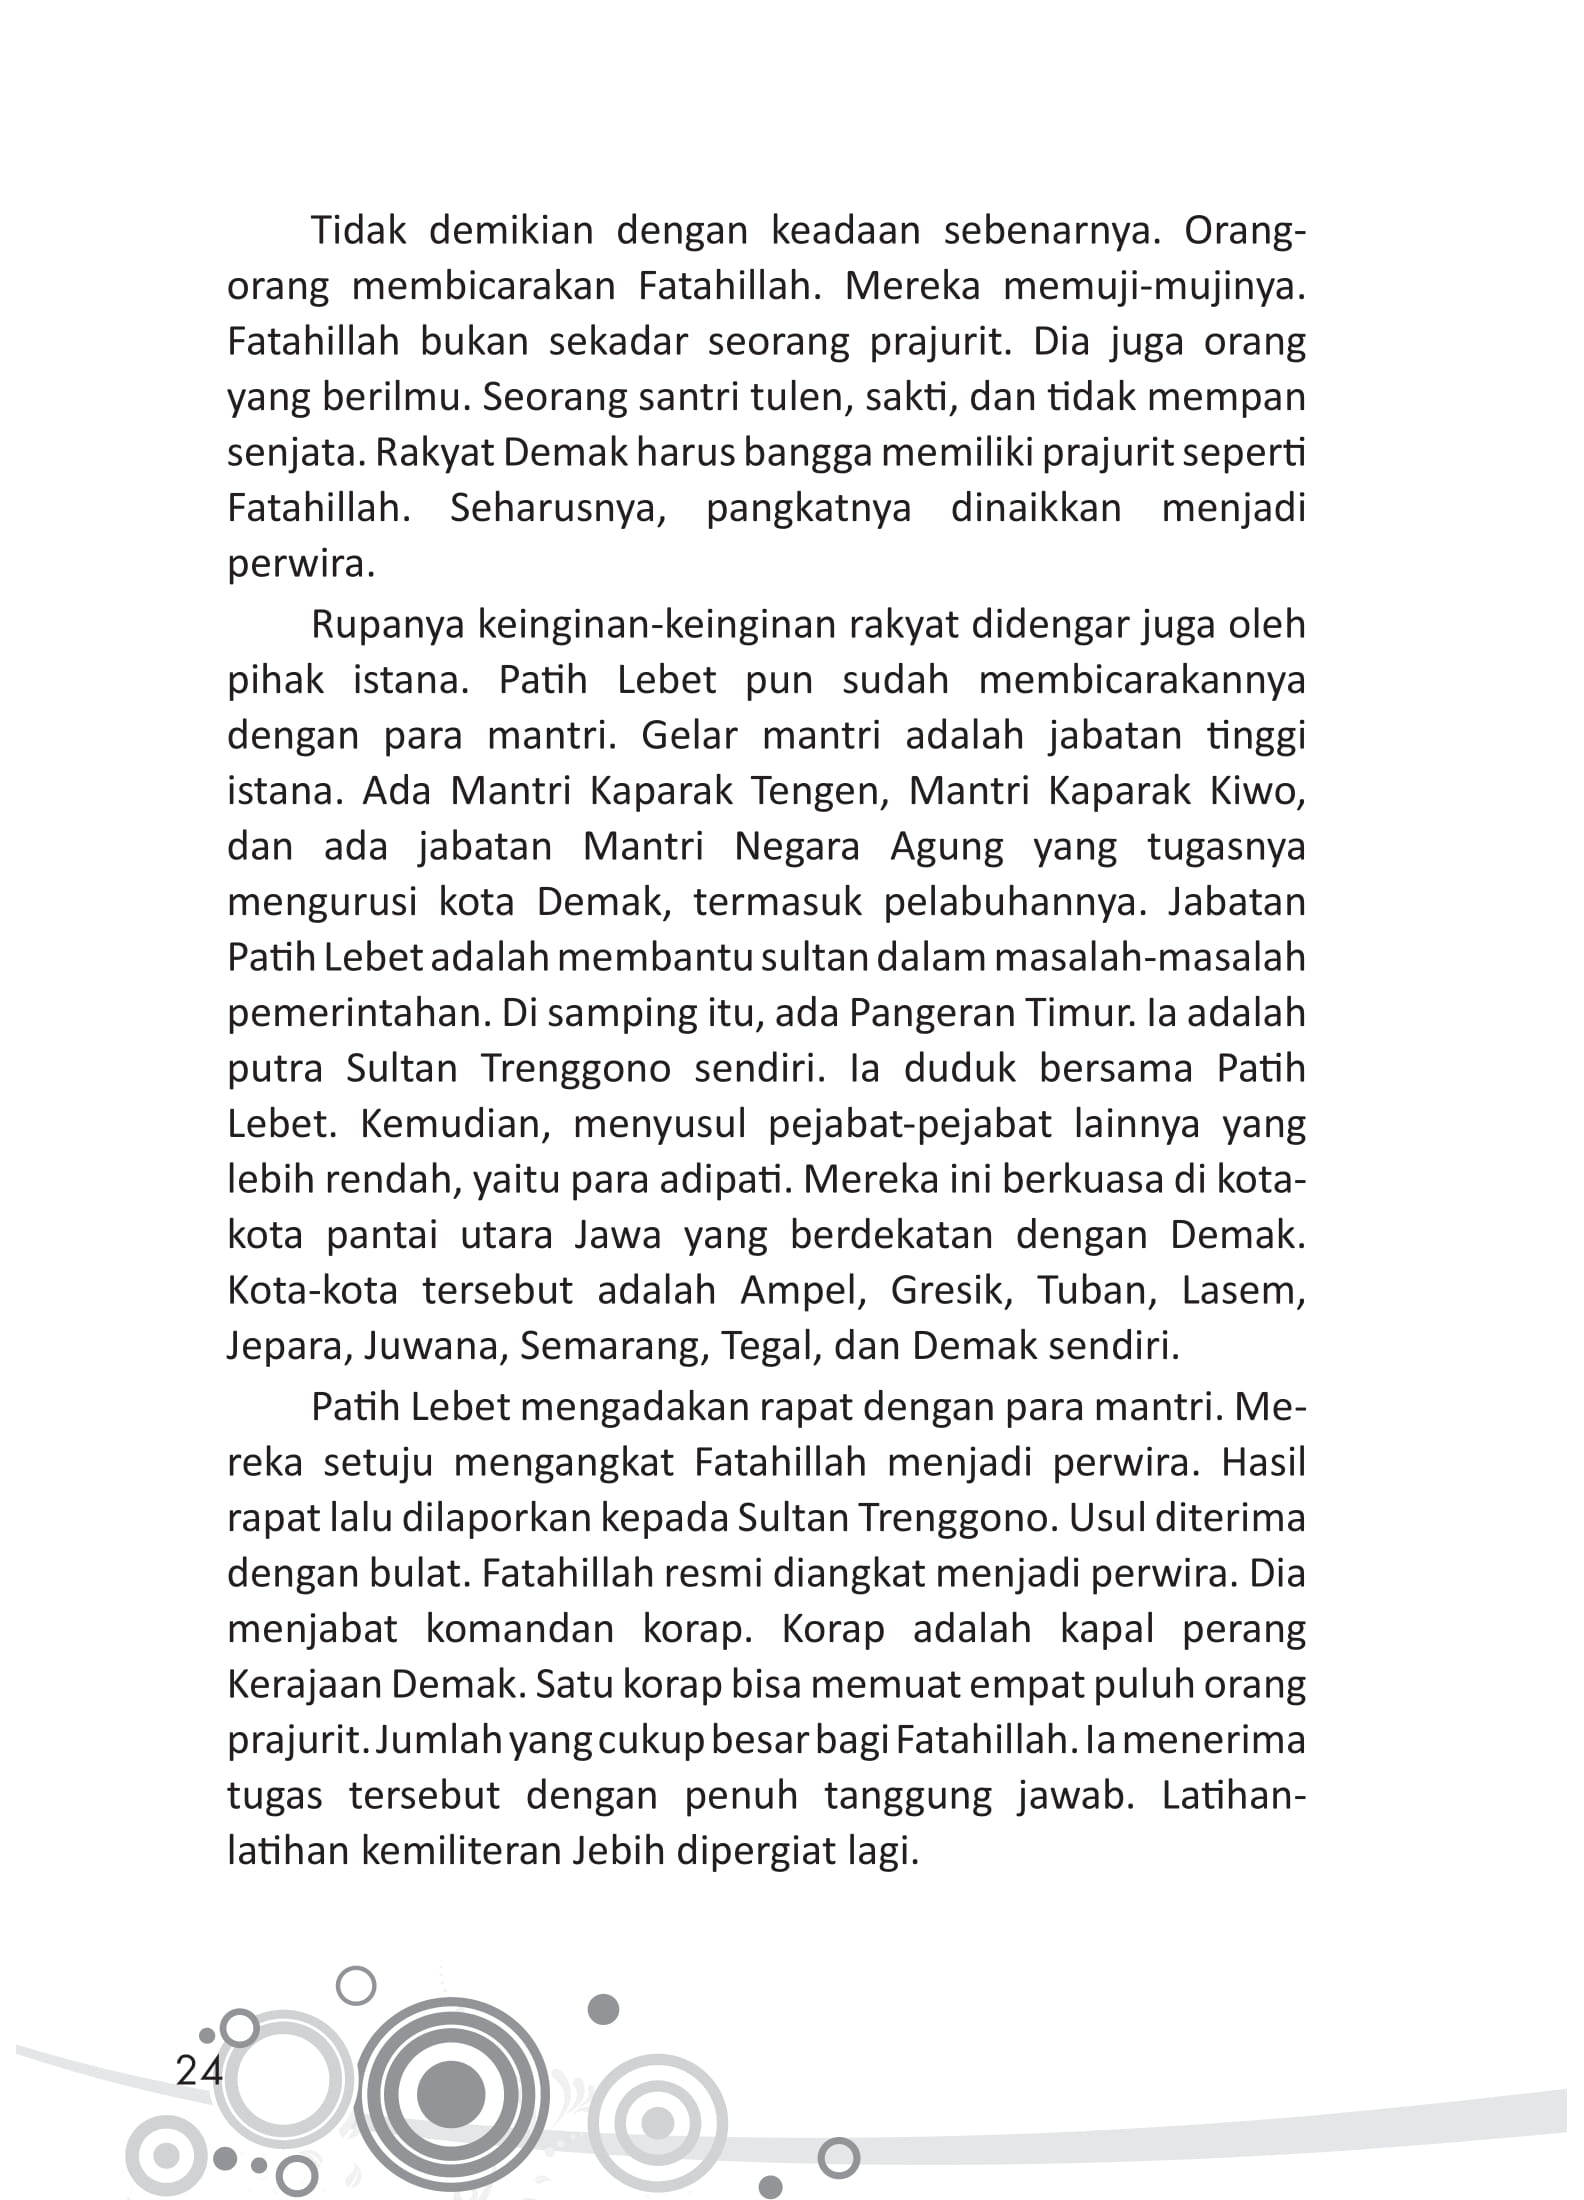 Tidak demikian dengan keadaan sebenarnya. Orang-
orang membicarakan Fatahillah. Mereka memuji-mujinya.
Fatahillah bukan sekadar seorang prajurit. Dia juga orang
yang berilmu. Seorang santri tulen, sakti, dan tidak mempan
senjata. Rakyat Demak harus bangga memiliki prajurit seperti
Fatahillah. Seharusnya, pangkatnya dinaikkan menjadi
perwira.
Rupanya keinginan-keinginan rakyat didengar juga oleh
pihak istana. Patih Lebet pun sudah membicarakannya
dengan para mantri. Gelar mantri adalah jabatan tinggi
istana. Ada Mantri Kaparak Tengen, Mantri Kaparak Kiwo,
dan ada jabatan Mantri Negara Agung yang tugasnya
mengurusi kota Demak, termasuk pelabuhannya. Jabatan
Patih Lebet adalah membantu sultan dalam masalah-masalah
pemerintahan. Di samping itu, ada Pangeran Timur. Ia adalah
putra Sultan Trenggono sendiri. Ia duduk bersama Patih
Lebet. Kemudian, menyusul pejabat-pejabat lainnya yang
lebih rendah, yaitu para adipati. Mereka ini berkuasa di kota-
kota pantai utara Jawa yang berdekatan dengan Demak.
Kota-kota tersebut adalah Ampel, Gresik, Tuban, Lasem,
Jepara, Juwana, Semarang, Tegal, dan Demak sendiri.
Patih Lebet mengadakan rapat dengan para mantri. Me-
reka setuju mengangkat Fatahillah menjadi perwira. Hasil
rapat lalu dilaporkan kepada Sultan Trenggono. Usul diterima
dengan bulat. Fatahillah resmi diangkat menjadi perwira. Dia
menjabat komandan korap. Korap adalah kapal perang
Kerajaan Demak. Satu korap bisa memuat empat puluh orang
prajurit. Jumlah yang cukup besar bagi Fatahillah. Ia menerima
tugas tersebut dengan penuh tanggung jawab. Latihan-
latihan kemiliteran Jebih dipergiat lagi.
24